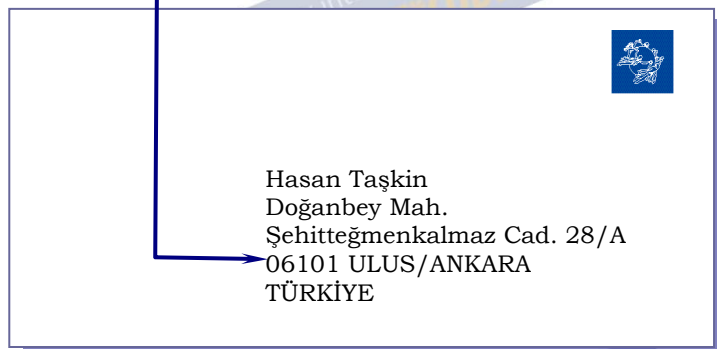 Hasan Taşkin
Doğanbey Mah.
Şehitteğmenkalmaz Cad. 28/A
06101 ULUS/ANKARA
TÜRKİYE